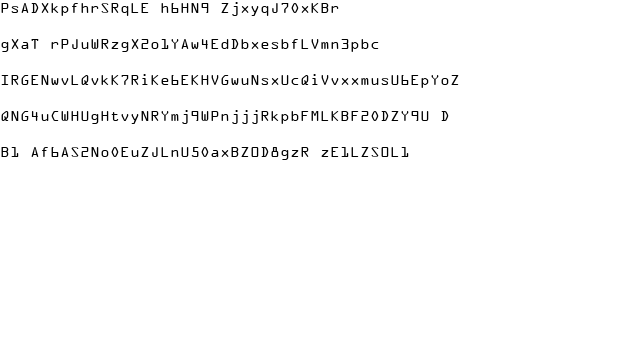 PsADXkpfhrSRqLE h6HN9 ZjxyqJ70xKBr
gXaT rPJuWRzgX2o1YAw4EdDbxesbfLVmn3pbc
IRGENwvLQvkK7RiKe6EKHVGwuNsxUcQiVvxxmusU6EpYoZ
QNG4uCWHUgHtvyNRYmj9WPnjjjRkpbFMLKBF20DZY9U D
B1 Af6AS2No0EuZJLnU50axBZOD8gzR zE1LZSOL1